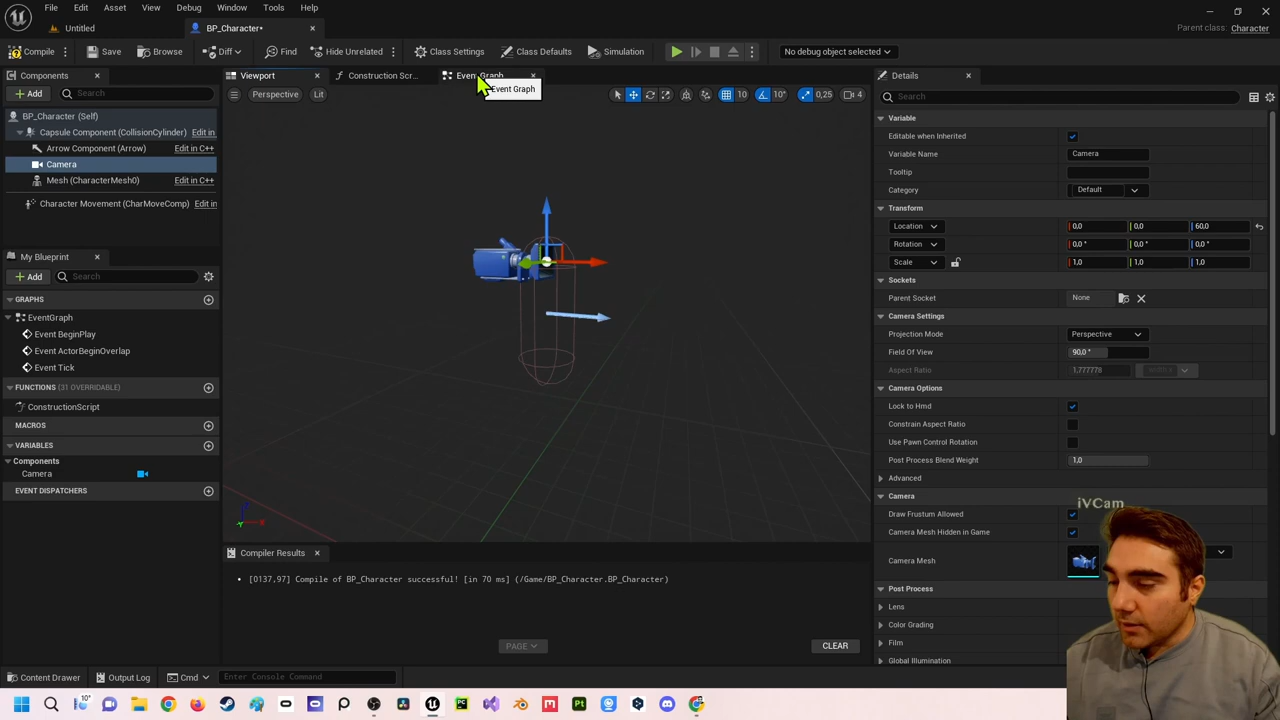 File Edit Asset View Debug Window Tools Help
Untitled BP_Character* Parent class: Character
Compile Save Browse Diff Find Hide Unrelated Class Settings Class Defaults Simulation No debug object selected
Components
Add Search
BP_Character (Self)
Capsule Component (CollisionCylinder) Edit in
Arrow Component (Arrow) Edit in C++
Camera
Mesh (CharacterMesh0) Edit in C++
Character Movement (CharMoveComp) Edit in
My Blueprint
Add Search
GRAPHS
EventGraph
Event BeginPlay
Event ActorBeginOverlap
Event Tick
FUNCTIONS (31 OVERRIDABLE)
ConstructionScript
MACROS
VARIABLES
Components
Camera
EVENT DISPATCHERS
Viewport Construction Scr... Event Graph
Event Graph
Perspective Lit 10 10° 0,25 4
Compiler Results
[0137,97] Compile of BP_Character successful! [in 70 ms] (/Game/BP_Character.BP_Character)
PAGE CLEAR
Details
Search
Variable
Editable when Inherited
Variable Name Camera
Tooltip
Category Default
Transform
Location 0,0 0,0 60,0
Rotation 0,0 ° 0,0 ° 0,0 °
Scale 1,0 1,0 1,0
Sockets
Parent Socket None
Camera Settings
Projection Mode Perspective
Field Of View 90,0 °
Aspect Ratio 1,777778
Camera Options
Lock to Hmd
Constrain Aspect Ratio
Use Pawn Control Rotation
Post Process Blend Weight 1,0
Advanced
Camera
iVCam
Draw Frustum Allowed
Camera Mesh Hidden in Game
Camera Mesh
Post Process
Lens
Color Grading
Film
Global Illumination
Content Drawer Output Log Cmd Enter Console Command
10°